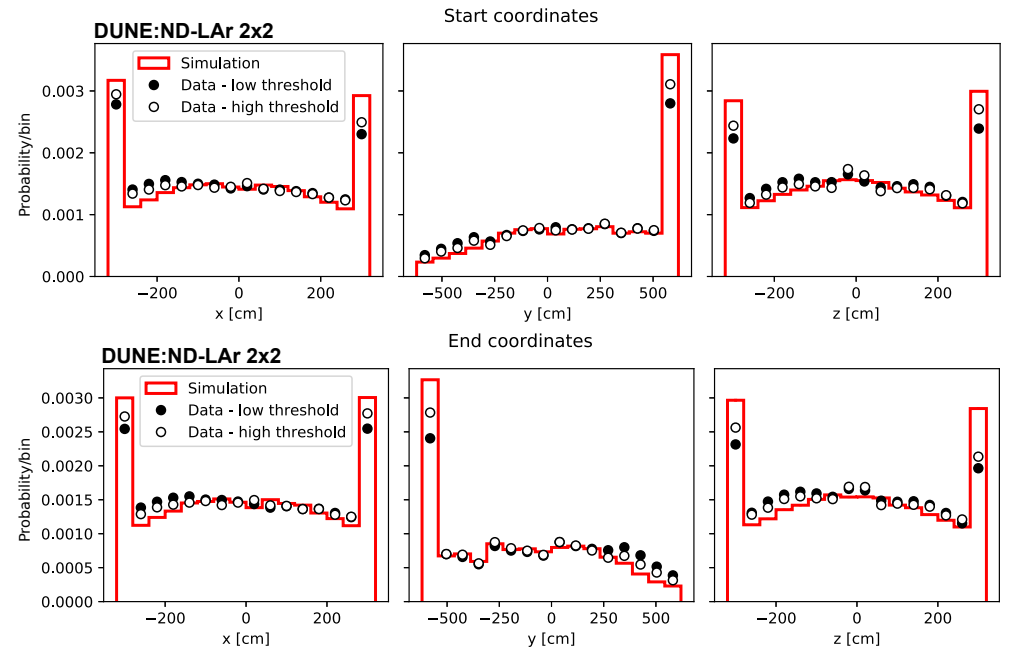 Start coordinates
DUNE:ND-LAr 2x2
Simulation
Data - low threshold
Data - high threshold
Probability/bin
0.003
0.002
0.001
0.000
−200 0 200
x [cm]
−500 −250 0 250 500
y [cm]
−200 0 200
z [cm]
End coordinates
DUNE:ND-LAr 2x2
Simulation
Data - low threshold
Data - high threshold
Probability/bin
0.0030
0.0025
0.0020
0.0015
0.0010
0.0005
0.0000
−200 0 200
x [cm]
−500 −250 0 250 500
y [cm]
−200 0 200
z [cm]